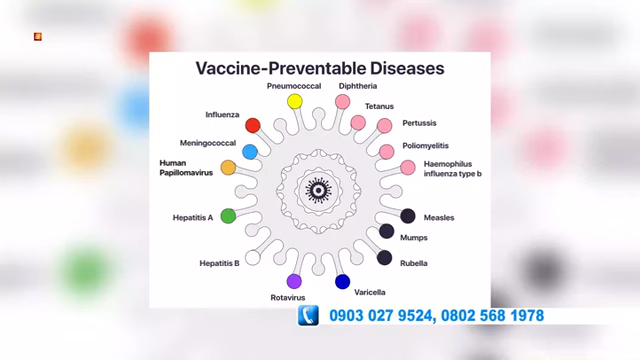 Vaccine-Preventable Diseases
Pneumococcal
Diphtheria
Tetanus
Influenza
Pertussis
Meningococcal
Poliomyelitis
Human
Papillomavirus
Haemophilus
influenza type b
Hepatitis A
Measles
Mumps
Hepatitis B
Rubella
Rotavirus
Varicella
0903 027 9524, 0802 568 1978